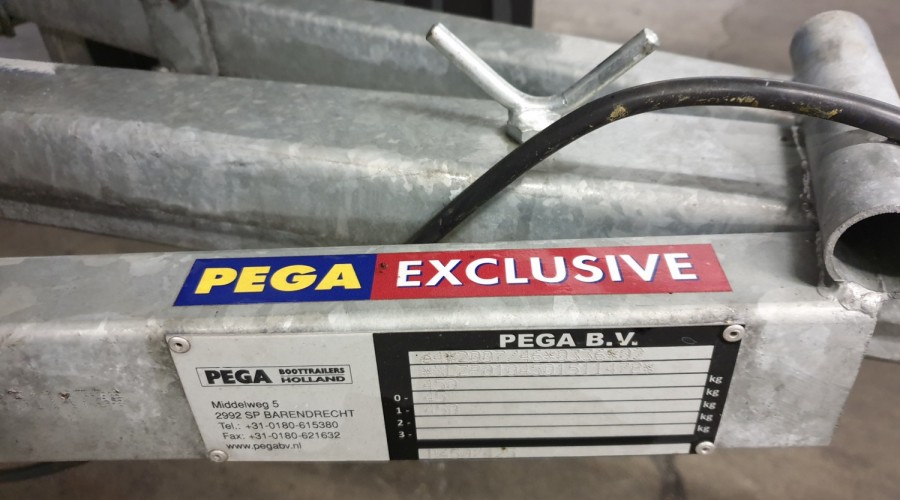 PEGA EXCLUSIVE
PEGA BOOTTRAILERS HOLLAND
Middelweg 5
2992 SP BARENDRECHT
Tel.: +31-0180-615380
Fax: +31-0180-621632
www.pegabv.nl
PEGA B.V.
kg
0- kg
1- kg
2- kg
3- kg